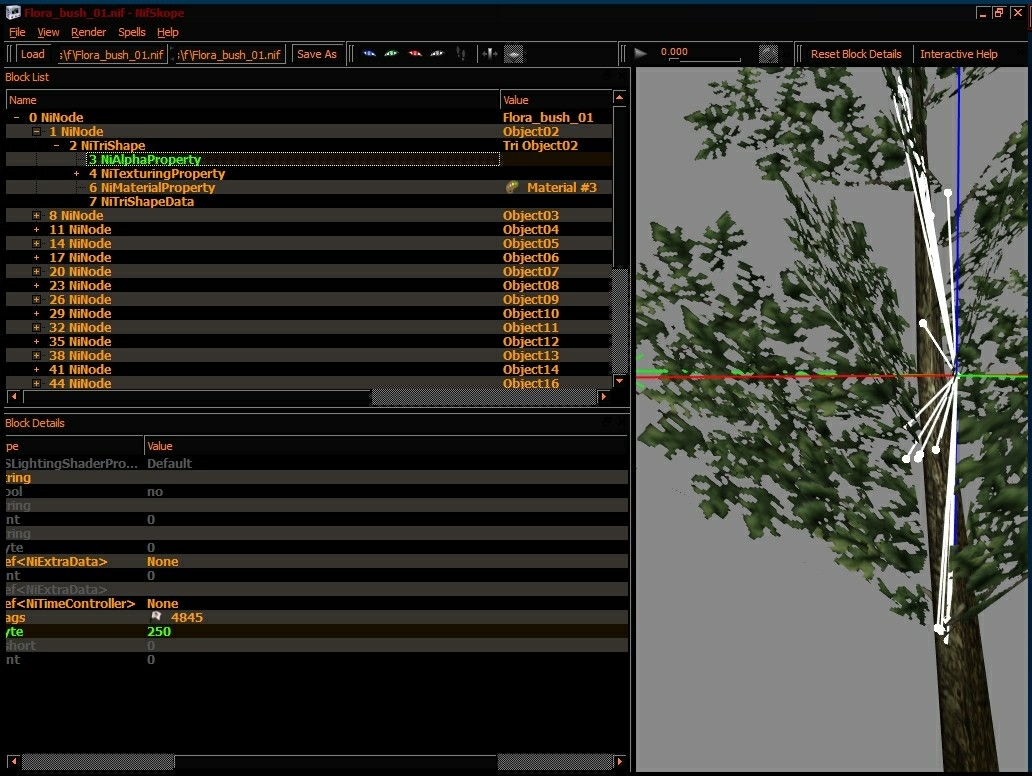 Flora_bush_01.nif - NifSkope
File View Render Spells Help
Load :\f\Flora_bush_01.nif :\f\Flora_bush_01.nif Save As 0.000 Reset Block Details Interactive Help
Block List
Name Value
- 0 NiNode Flora_bush_01
1 NiNode Object02
- 2 NiTriShape Tri Object02
3 NiAlphaProperty
+ 4 NiTexturingProperty
6 NiMaterialProperty Material #3
7 NiTriShapeData
+ 8 NiNode Object03
+ 11 NiNode Object04
+ 14 NiNode Object05
+ 17 NiNode Object06
+ 20 NiNode Object07
+ 23 NiNode Object08
+ 26 NiNode Object09
+ 29 NiNode Object10
+ 32 NiNode Object11
+ 35 NiNode Object12
+ 38 NiNode Object13
+ 41 NiNode Object14
+ 44 NiNode Object16
Block Details
pe Value
SLightingShaderPro... Default
ring
ool no
ring
nt 0
ring
yte 0
ef<NiExtraData> None
nt 0
ef<NiExtraData>
ef<NiTimeController> None
ags 4845
yte 250
hort 0
nt 0